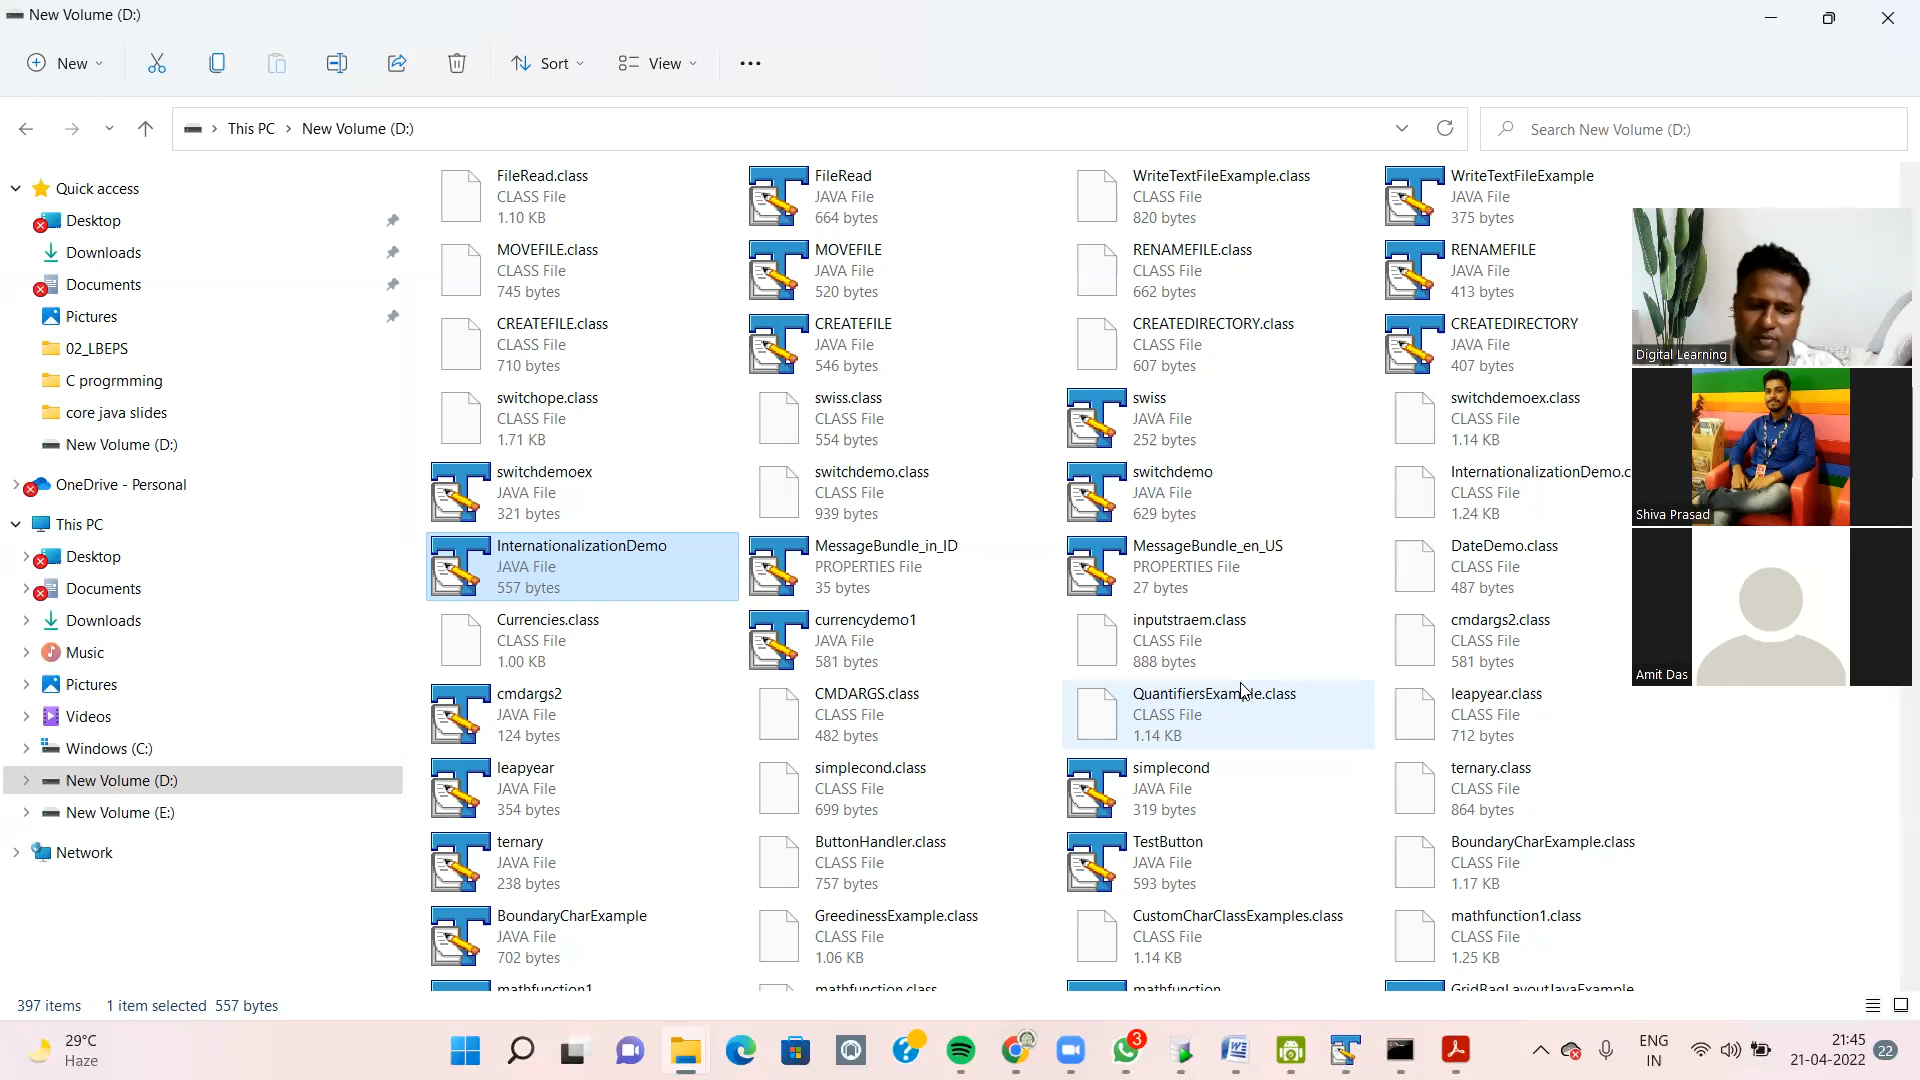 New Volume (D:)
New
Sort
View
This PC
New Volume (D:)
Search New Volume (D:)
Quick access
Desktop
Downloads
Documents
Pictures
02_LBEPS
C progrmming
core java slides
New Volume (D:)
OneDrive - Personal
This PC
Desktop
Documents
Downloads
Music
Pictures
Videos
Windows (C:)
New Volume (D:)
New Volume (E:)
Network
FileRead.class
CLASS File
1.10 KB
FileRead
JAVA File
664 bytes
WriteTextFileExample.class
CLASS File
820 bytes
WriteTextFileExample
JAVA File
375 bytes
MOVEFILE.class
CLASS File
745 bytes
MOVEFILE
JAVA File
520 bytes
RENAMEFILE.class
CLASS File
662 bytes
RENAMEFILE
JAVA File
413 bytes
CREATEFILE.class
CLASS File
710 bytes
CREATEFILE
JAVA File
546 bytes
CREATEDIRECTORY.class
CLASS File
607 bytes
CREATEDIRECTORY
JAVA File
407 bytes
switchope.class
CLASS File
1.71 KB
swiss.class
CLASS File
554 bytes
swiss
JAVA File
252 bytes
switchdemoex.class
CLASS File
1.14 KB
switchdemoex
JAVA File
321 bytes
switchdemo.class
CLASS File
939 bytes
switchdemo
JAVA File
629 bytes
InternationalizationDemo.c
CLASS File
1.24 KB
InternationalizationDemo
JAVA File
557 bytes
MessageBundle_in_ID
PROPERTIES File
35 bytes
MessageBundle_en_US
PROPERTIES File
27 bytes
DateDemo.class
CLASS File
487 bytes
Currencies.class
CLASS File
1.00 KB
currencydemo1
JAVA File
581 bytes
inputstraem.class
CLASS File
888 bytes
cmdargs2.class
CLASS File
581 bytes
cmdargs2
JAVA File
124 bytes
CMDARGS.class
CLASS File
482 bytes
QuantifiersExample.class
CLASS File
1.14 KB
leapyear.class
CLASS File
712 bytes
leapyear
JAVA File
354 bytes
simplecond.class
CLASS File
699 bytes
simplecond
JAVA File
319 bytes
ternary.class
CLASS File
864 bytes
ternary
JAVA File
238 bytes
ButtonHandler.class
CLASS File
757 bytes
TestButton
JAVA File
593 bytes
BoundaryCharExample.class
CLASS File
1.17 KB
BoundaryCharExample
JAVA File
702 bytes
GreedinessExample.class
CLASS File
1.06 KB
CustomCharClassExamples.class
CLASS File
1.14 KB
mathfunction1.class
CLASS File
1.25 KB
mathfunction1
mathfunction.class
mathfunction
GridBagLayoutJavaExample
Digital Learning
Shiva Prasad
Amit Das
397 items
1 item selected 557 bytes
29°C
Haze
3
ENG
IN
21:45
21-04-2022
22